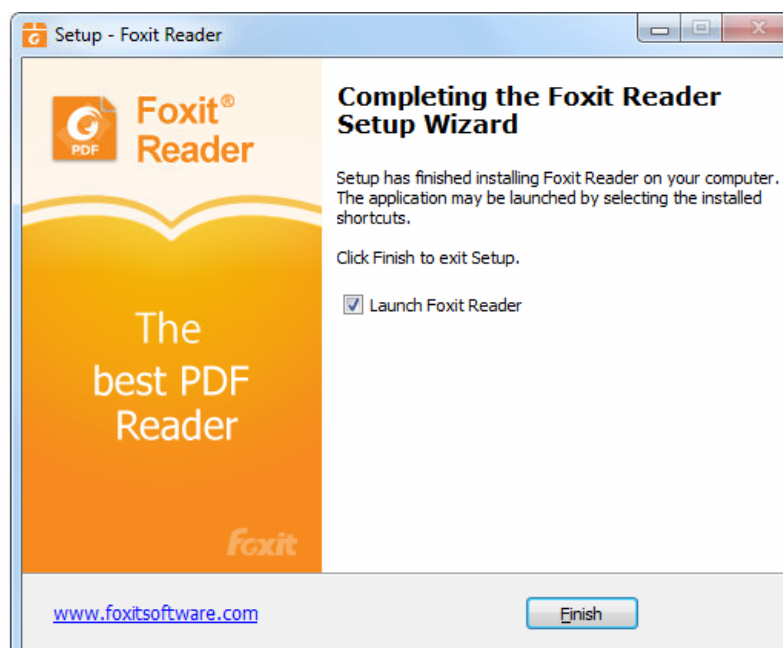 Setup - Foxit Reader
Foxit®
Reader
PDF
The
best PDF
Reader
foxit
Completing the Foxit Reader
Setup Wizard
Setup has finished installing Foxit Reader on your computer.
The application may be launched by selecting the installed
shortcuts.
Click Finish to exit Setup.
Launch Foxit Reader
www.foxitsoftware.com
Finish